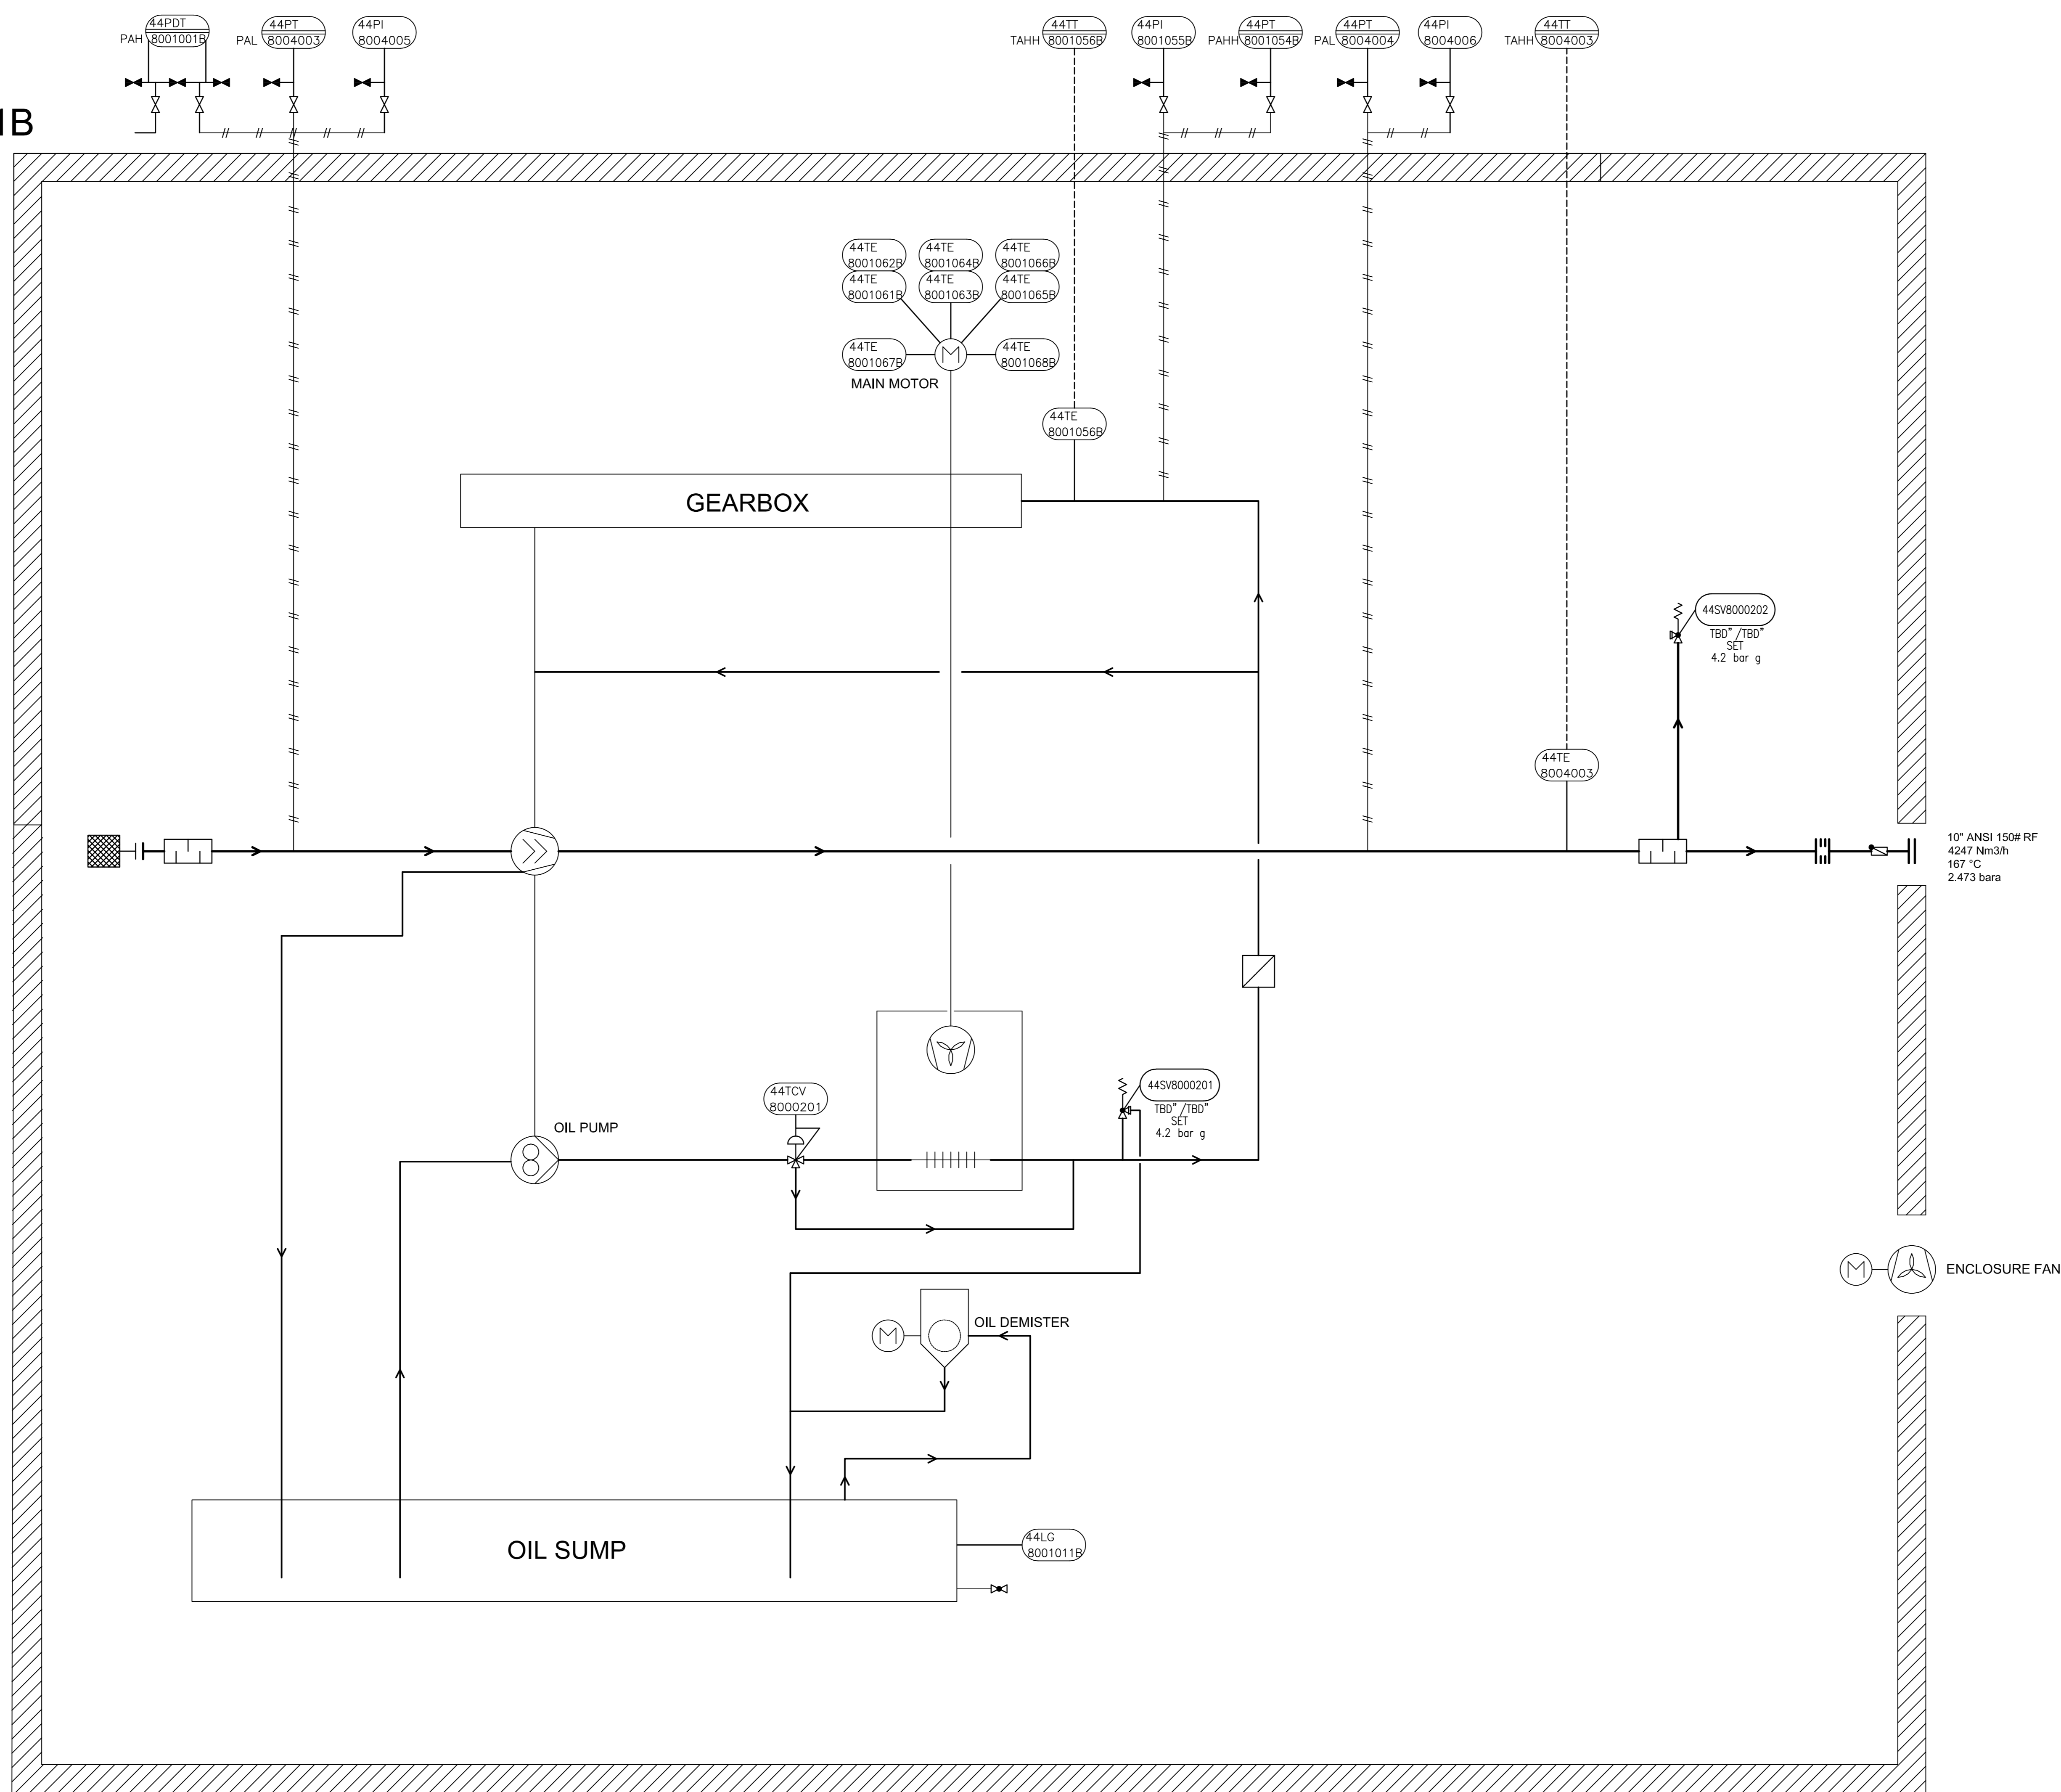 44PDT
PAH 8001001B
44PT
PAL 8004003
44PI
8004005
44TT
TAHH 8001056B
44PI
8001055B
44PT
PAHH 8001054B
44PT
PAL 8004004
44PI
8004006
44TT
TAHH 8004003
1B
44TE
8001062B
44TE
8001064B
44TE
8001066B
44TE
8001061B
44TE
8001063B
44TE
8001065B
44TE
8001067B
M
44TE
8001068B
MAIN MOTOR
44TE
8001056B
GEARBOX
44SV8000202
TBD"/TBD"
SET
4.2 bar g
44TE
8004003
10" ANSI 150# RF
4247 Nm3/h
167 °C
2.473 bara
44TCV
8000201
44SV8000201
TBD"/TBD"
SET
4.2 bar g
OIL PUMP
M
ENCLOSURE FAN
OIL DEMISTER
M
OIL SUMP
44LG
8001011B